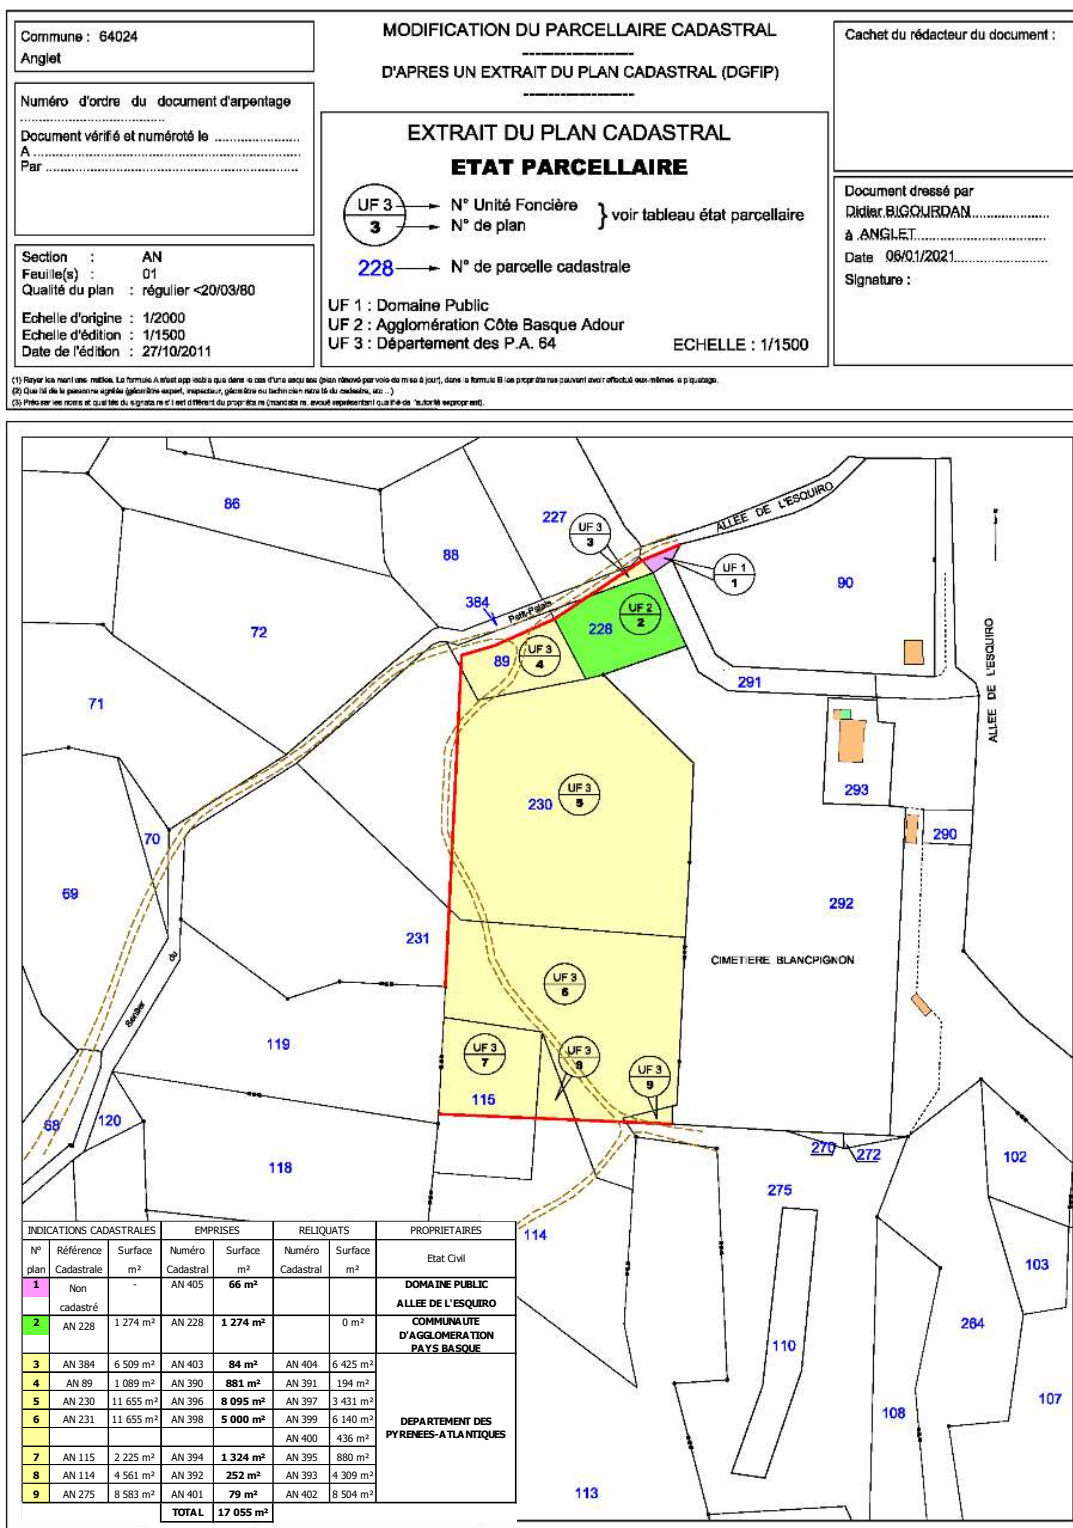 Commune : 64024
Anglet
Numéro d'ordre du document d'arpentage
Document vérifié et numéroté le
A
Par
Section : AN
Feuille(s) : 01
Qualité du plan : régulier <20/03/80
Echelle d'origine : 1/2000
Echelle d'édition : 1/1500
Date de l'édition : 27/10/2011
MODIFICATION DU PARCELLAIRE CADASTRAL
D'APRES UN EXTRAIT DU PLAN CADASTRAL (DGFiP)
EXTRAIT DU PLAN CADASTRAL
ETAT PARCELLAIRE
UF 3 N° Unité Foncière
3 N° de plan
} voir tableau état parcellaire
228 N° de parcelle cadastrale
UF 1 : Domaine Public
UF 2 : Agglomération Côte Basque Adour
UF 3 : Département des P.A. 64
ECHELLE : 1/1500
Cachet du rédacteur du document :
Document dressé par
Didier BIGOURDAN
à ANGLET
Date 06/01/2021
Signature :
86
227
88
UF 3
3
ALLEE DE L'ESQUIRO
UF 1
1
90
384
Petit-Palais
72
228
UF 2
2
89
UF 3
4
291
ALLEE DE L'ESQUIRO
71
230
UF 3
5
293
70
290
69
292
231
CIMETIERE BLANCPIGNON
Sentier
du
UF 3
6
119
UF 3
7
UF 3
8
UF 3
9
115
68
120
118
270
272
102
275
114
103
264
110
107
108
113
INDICATIONS CADASTRALES EMPRISES RELIQUATS PROPRIETAIRES
N° plan Référence Cadastrale Surface m² Numéro Cadastral Surface m² Numéro Cadastral Surface m² Etat Civil
1 Non cadastré - AN 405 66 m² DOMAINE PUBLIC
ALLEE DE L'ESQUIRO
2 AN 228 1 274 m² AN 228 1 274 m² 0 m² COMMUNAUTE
D'AGGLOMERATION
PAYS BASQUE
3 AN 384 6 509 m² AN 403 84 m² AN 404 6 425 m²
4 AN 89 1 089 m² AN 390 881 m² AN 391 194 m²
5 AN 230 11 655 m² AN 396 8 095 m² AN 397 3 431 m²
6 AN 231 11 655 m² AN 398 5 000 m² AN 399 6 140 m²
DEPARTEMENT DES
PYRENEES-ATLANTIQUES
AN 400 436 m²
7 AN 115 2 225 m² AN 394 1 324 m² AN 395 880 m²
8 AN 114 4 561 m² AN 392 252 m² AN 393 4 309 m²
9 AN 275 8 583 m² AN 401 79 m² AN 402 8 504 m²
TOTAL 17 055 m²